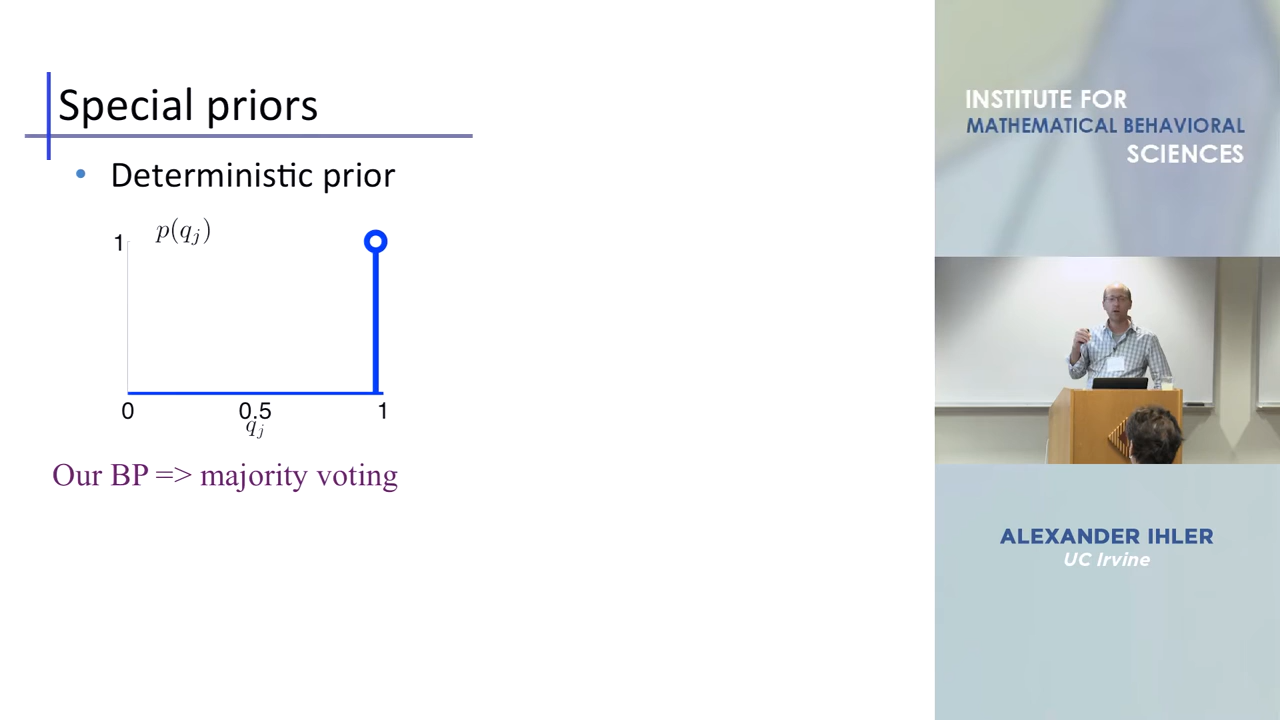 Special priors
• Deterministic prior
p(q_j)
1
0 0.5 1
q_j
Our BP => majority voting
INSTITUTE FOR
MATHEMATICAL BEHAVIORAL
SCIENCES
ALEXANDER IHLER
UC Irvine